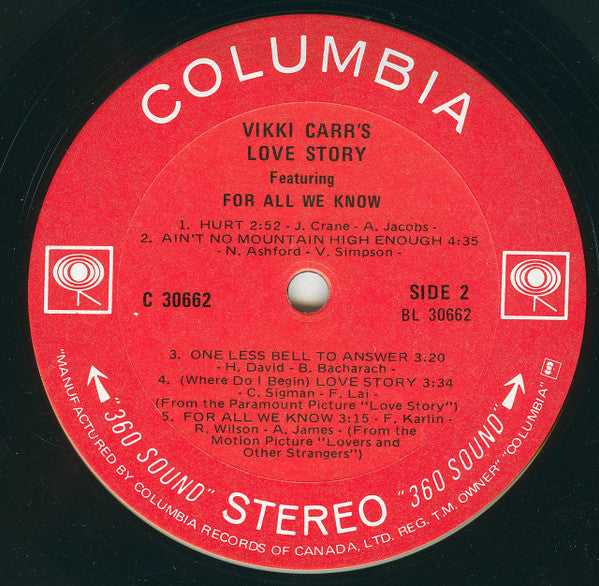 COLUMBIA
VIKKI CARR'S
LOVE STORY
Featuring
FOR ALL WE KNOW
1. HURT 2:52 - J. Crane - A. Jacobs -
2. AIN'T NO MOUNTAIN HIGH ENOUGH 4:35
- N. Ashford - V. Simpson -
C 30662
SIDE 2
BL 30662
3. ONE LESS BELL TO ANSWER 3:20
- H. David - B. Bacharach -
4. (Where Do I Begin) LOVE STORY 3:34
- C. Sigman - F. Lai -
(From the Paramount Picture "Love Story")
5. FOR ALL WE KNOW 3:15 - F. Karlin -
R. Wilson - A. James - (From the
Motion Picture "Lovers and
Other Strangers")
"360 SOUND" STEREO "360 SOUND"
"MANUFACTURED BY COLUMBIA RECORDS OF CANADA, LTD. REG. T.M. OWNER" "COLUMBIA"